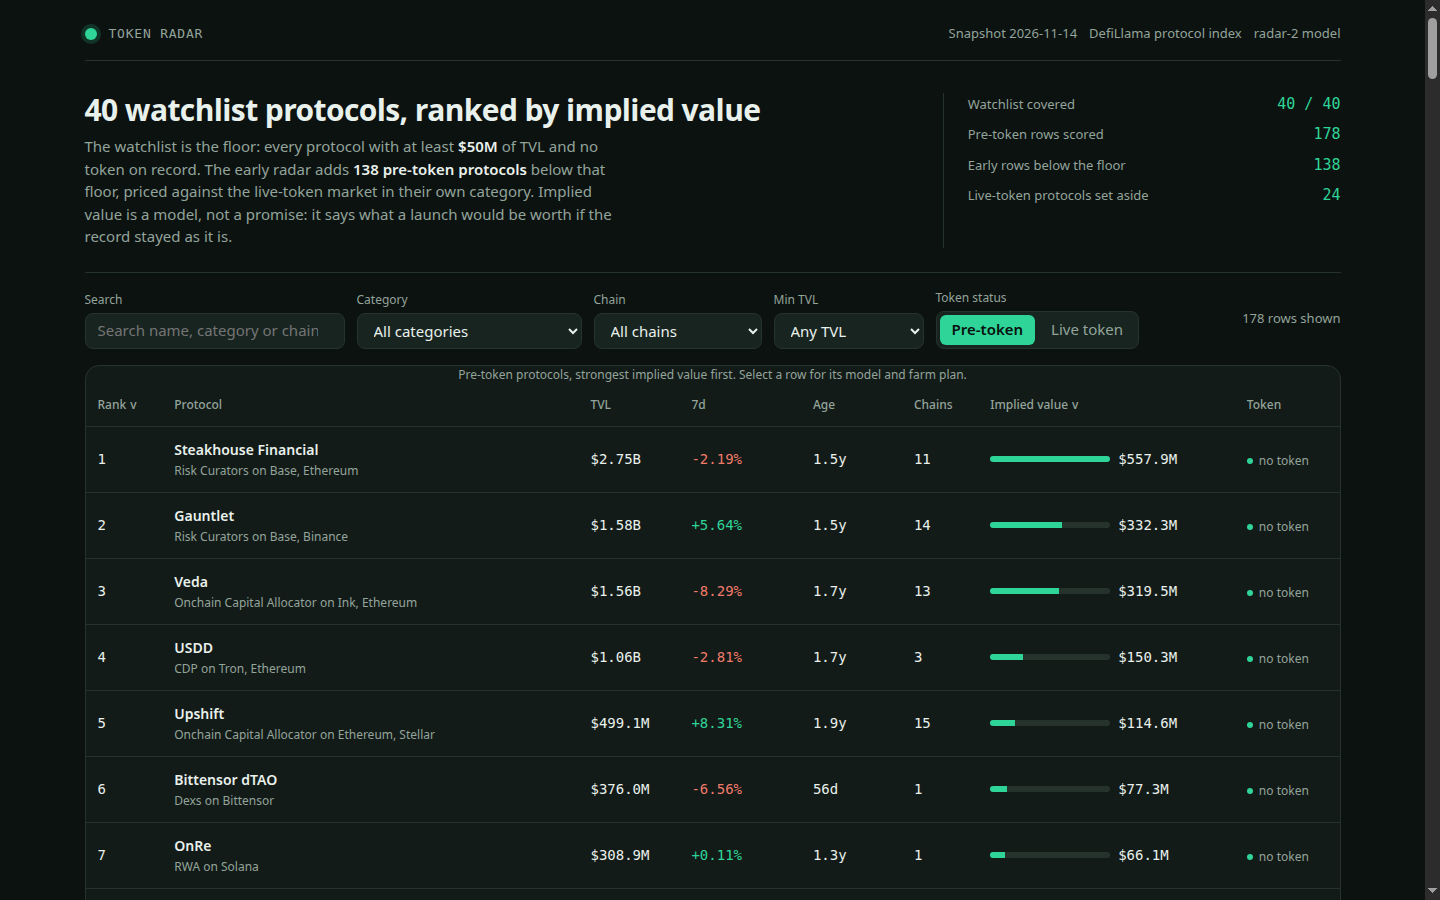 TOKEN RADAR
Snapshot 2026-11-14 DefiLlama protocol index radar-2 model
40 watchlist protocols, ranked by implied value
The watchlist is the floor: every protocol with at least $50M of TVL and no
token on record. The early radar adds 138 pre-token protocols below that
floor, priced against the live-token market in their own category. Implied
value is a model, not a promise: it says what a launch would be worth if the
record stayed as it is.
Watchlist covered 40 / 40
Pre-token rows scored 178
Early rows below the floor 138
Live-token protocols set aside 24
Search Category Chain Min TVL Token status
Search name, category or chain All categories All chains Any TVL Pre-token Live token 178 rows shown
Pre-token protocols, strongest implied value first. Select a row for its model and farm plan.
Rank v Protocol TVL 7d Age Chains Implied value v Token
1 Steakhouse Financial $2.75B -2.19% 1.5y 11 $557.9M no token
Risk Curators on Base, Ethereum
2 Gauntlet $1.58B +5.64% 1.5y 14 $332.3M no token
Risk Curators on Base, Binance
3 Veda $1.56B -8.29% 1.7y 13 $319.5M no token
Onchain Capital Allocator on Ink, Ethereum
4 USDD $1.06B -2.81% 1.7y 3 $150.3M no token
CDP on Tron, Ethereum
5 Upshift $499.1M +8.31% 1.9y 15 $114.6M no token
Onchain Capital Allocator on Ethereum, Stellar
6 Bittensor dTAO $376.0M -6.56% 56d 1 $77.3M no token
Dexs on Bittensor
7 OnRe $308.9M +0.11% 1.3y 1 $66.1M no token
RWA on Solana